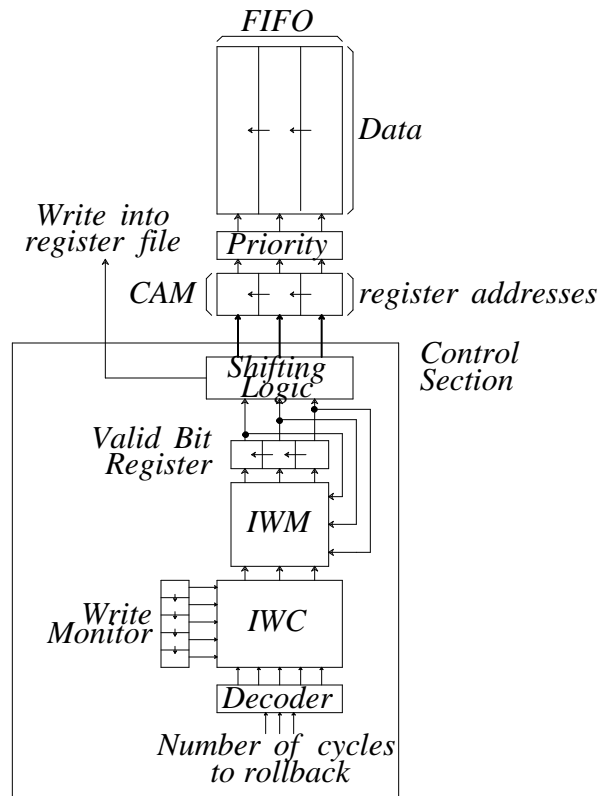 FIFO
Data
Write into
register file
Priority
CAM
register addresses
Control
Section
Shifting
Logic
Valid Bit
Register
IWM
Write
Monitor
IWC
Decoder
Number of cycles
to rollback